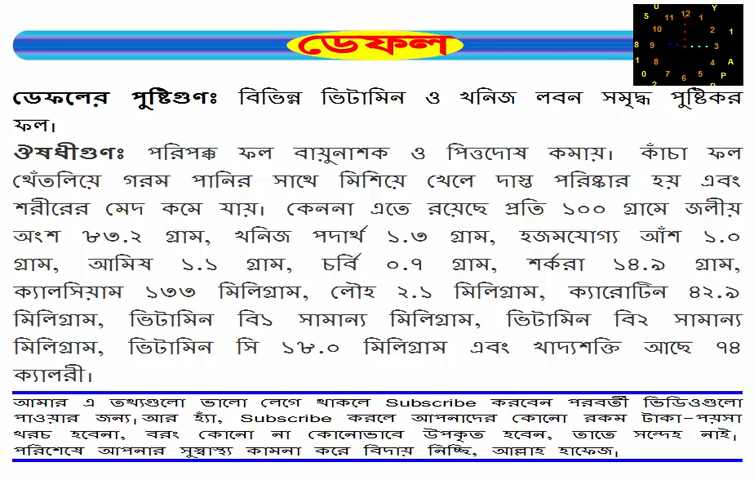 ডেফল
ডেফলের পুষ্টিগুণঃ বিভিন্ন ভিটামিন ও খনিজ লবন সমৃদ্ধ পুষ্টিকর
ফল।
ঔষধীগুণঃ পরিপক্ক ফল বায়ুনাশক ও পিত্তদোষ কমায়। কাঁচা ফল
থেঁতলিয়ে গরম পানির সাথে মিশিয়ে খেলে দাস্ত পরিষ্কার হয় এবং
শরীরের মেদ কমে যায়। কেননা এতে রয়েছে প্রতি ১০০ গ্রামে জলীয়
অংশ ৮৩.২ গ্রাম, খনিজ পদার্থ ১.৩ গ্রাম, হজমযোগ্য আঁশ ১.০
গ্রাম, আমিষ ১.১ গ্রাম, চর্বি ০.৭ গ্রাম, শর্করা ১৪.৯ গ্রাম,
ক্যালসিয়াম ১৩৩ মিলিগ্রাম, লৌহ ২.১ মিলিগ্রাম, ক্যারোটিন ৪২.৯
মিলিগ্রাম, ভিটামিন বি১ সামান্য মিলিগ্রাম, ভিটামিন বি২ সামান্য
মিলিগ্রাম, ভিটামিন সি ১৮.০ মিলিগ্রাম এবং খাদ্যশক্তি আছে ৭৪
ক্যালরী।
আমার এ তথ্যগুলো ভালো লেগে থাকলে Subscribe করবেন পরবর্তী ভিডিওগুলো
পাওয়ার জন্য। আর হ্যাঁ, Subscribe করলে আপনাদের কোনো রকম টাকা-পয়সা
খরচ হবেনা, বরং কোনো না কোনোভাবে উপকৃত হবেন, তাতে সন্দেহ নাই।
পরিশেষে আপনার সুস্বাস্থ্য কামনা করে বিদায় নিচ্ছি, আল্লাহ হাফেজ।